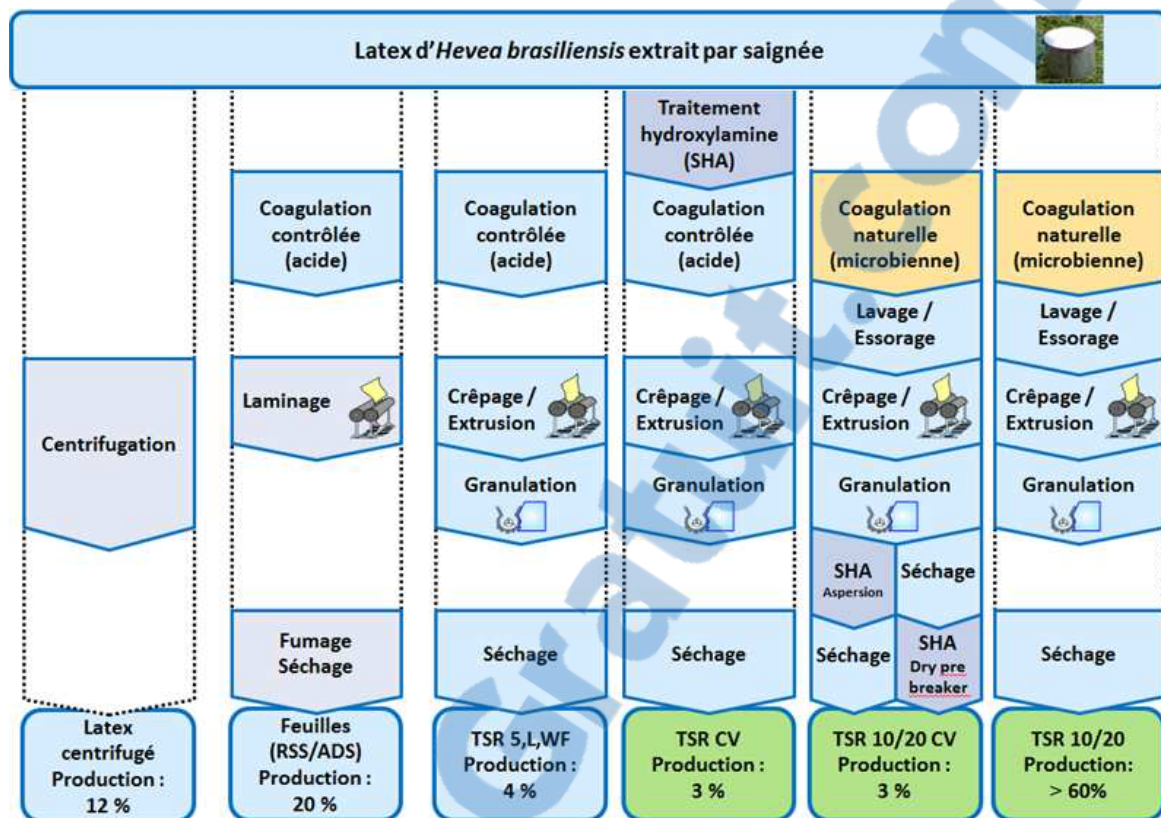 Latex d'Hevea brasiliensis extrait par saignée
Traitement
hydroxylamine
(SHA)
Coagulation
contrôlée
(acide)
Coagulation
contrôlée
(acide)
Coagulation
contrôlée
(acide)
Coagulation
naturelle
(microbienne)
Coagulation
naturelle
(microbienne)
Lavage /
Essorage
Lavage /
Essorage
Centrifugation
Laminage
Crêpage /
Extrusion
Crêpage /
Extrusion
Crêpage /
Extrusion
Crêpage /
Extrusion
Granulation
Granulation
Granulation
Granulation
SHA
Aspersion
Séchage
Fumage
Séchage
Séchage
Séchage
Séchage
SHA
Dry pre
breaker
Séchage
Latex
centrifugé
Production :
12 %
Feuilles
(RSS/ADS)
Production :
20 %
TSR 5,L,WF
Production :
4 %
TSR CV
Production :
3 %
TSR 10/20 CV
Production :
3 %
TSR 10/20
Production:
> 60%
Gratuit.com